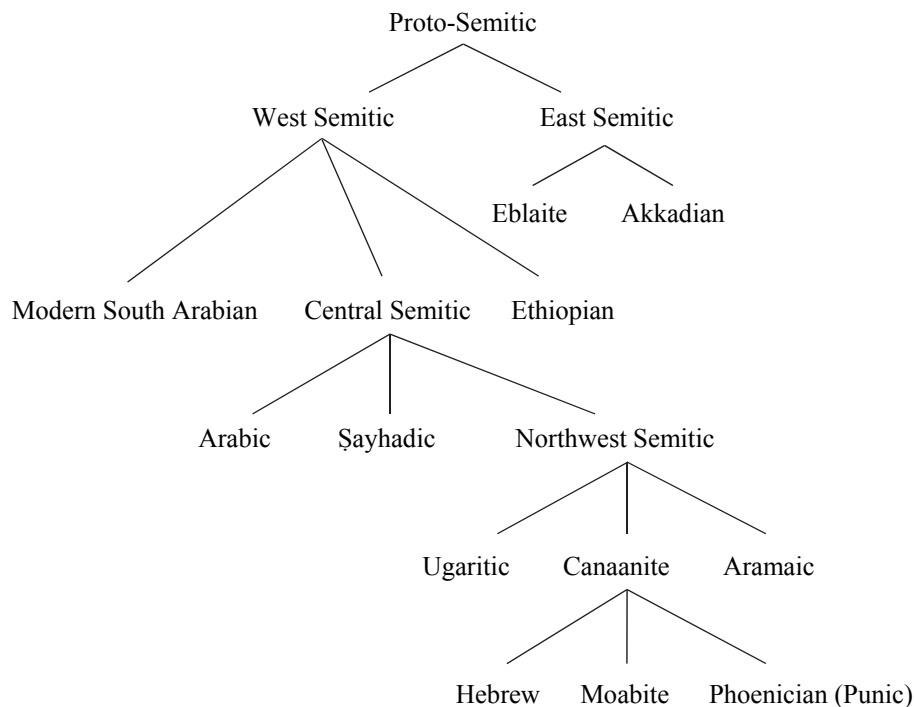 Proto-Semitic
West Semitic East Semitic
Eblaite Akkadian
Modern South Arabian Central Semitic Ethiopian
Arabic Ṣayhadic Northwest Semitic
Ugaritic Canaanite Aramaic
Hebrew Moabite Phoenician (Punic)